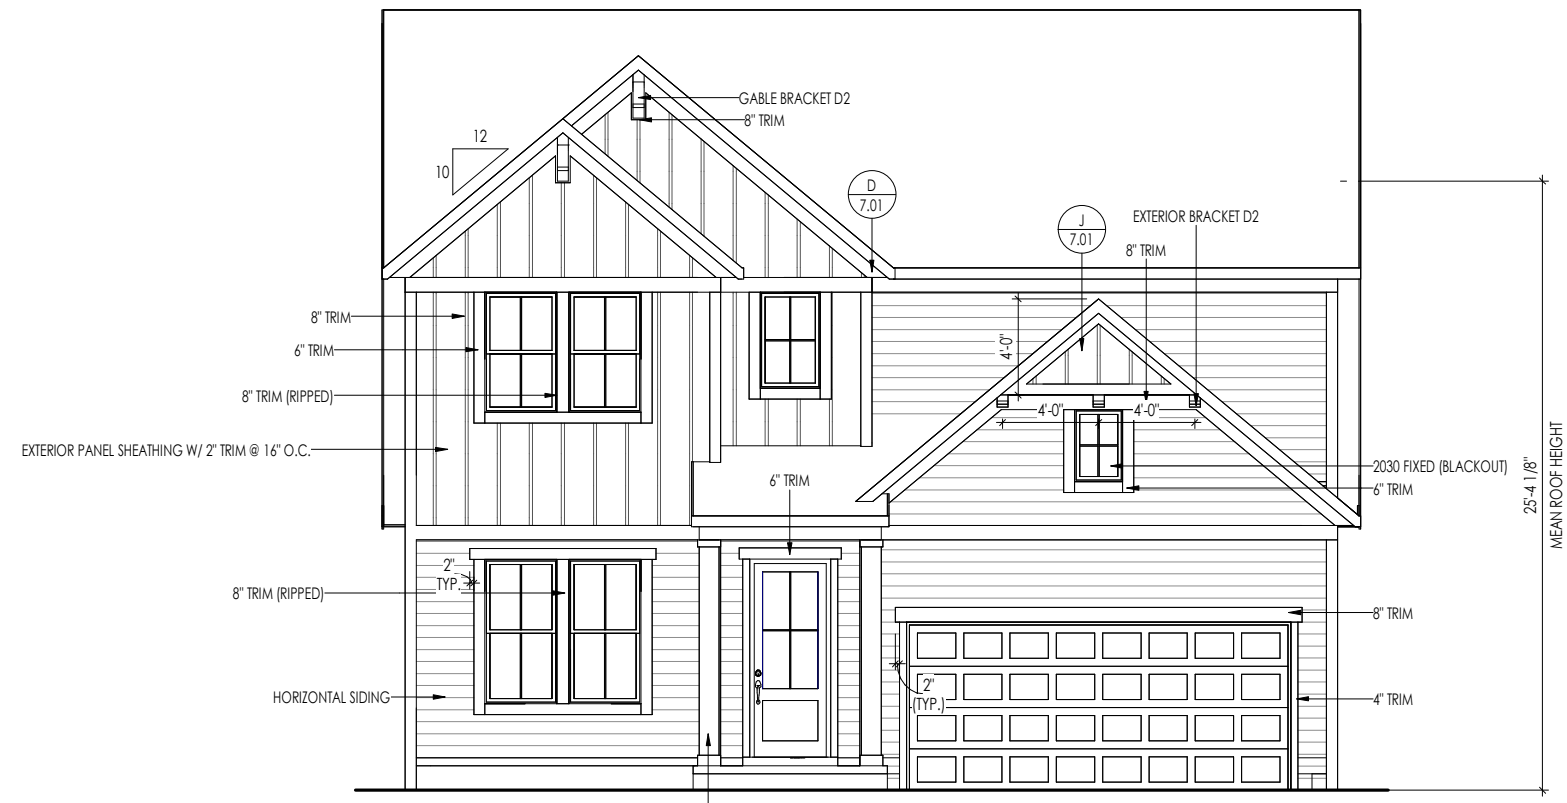 GABLE BRACKET D2
8" TRIM
12
10
D
7.01
J
7.01
EXTERIOR BRACKET D2
8" TRIM
8" TRIM
6" TRIM
4'-0"
8" TRIM (RIPPED)
4'-0"
4'-0"
EXTERIOR PANEL SHEATHING W/ 2" TRIM @ 16" O.C.
2030 FIXED (BLACKOUT)
6" TRIM
6" TRIM
25'-4 1/8"
MEAN ROOF HEIGHT
2"
TYP.
8" TRIM (RIPPED)
8" TRIM
HORIZONTAL SIDING
2"
(TYP.)
4" TRIM